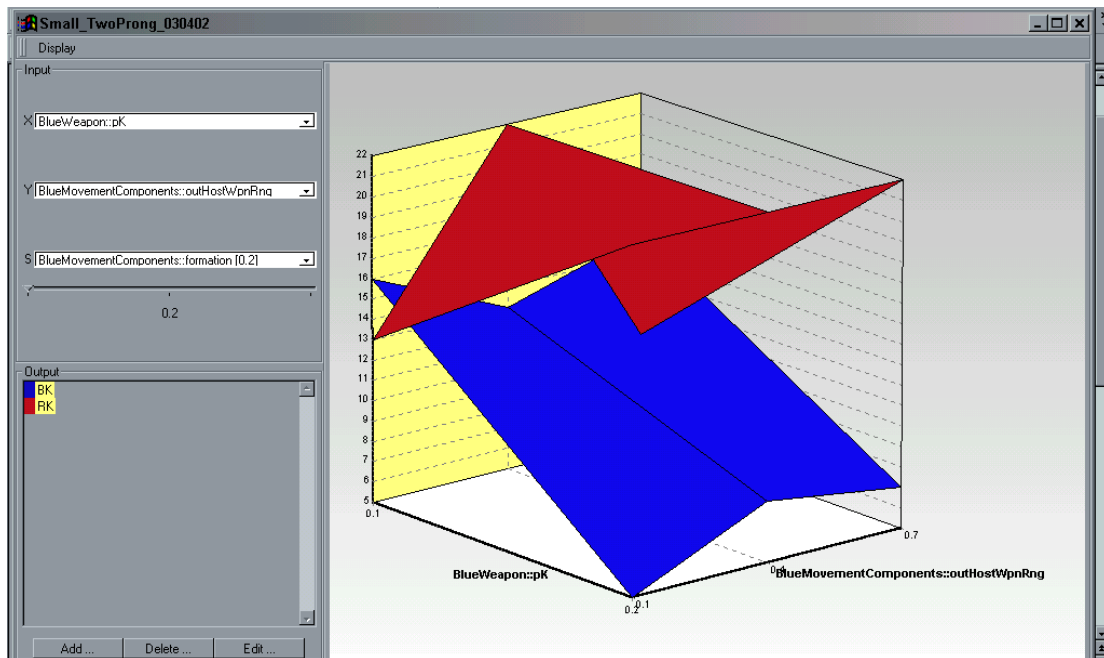 Small_TwoProng_030402
Display
Input
X BlueWeapon::pK
Y BlueMovementComponents::outHostWpnRng
S BlueMovementComponents::formation [0.2]
0.2
Output
BK
RK
Add ...
Delete ...
Edit ...
22
21
20
19
18
17
16
15
14
13
12
11
10
9
8
7
6
5
0.1
BlueWeapon::pK
0.2
0.1
0.4
0.7
BlueMovementComponents::outHostWpnRng